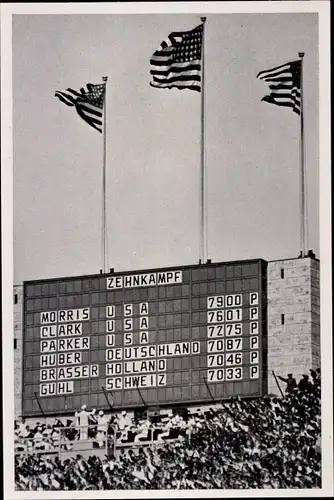 ZEHNKAMPF
MORRIS USA 7900 P
CLARK USA 7601 P
PARKER USA 7275 P
HUBER DEUTSCHLAND 7087 P
BRASSER HOLLAND 7046 P
GUHL SCHWEIZ 7033 P